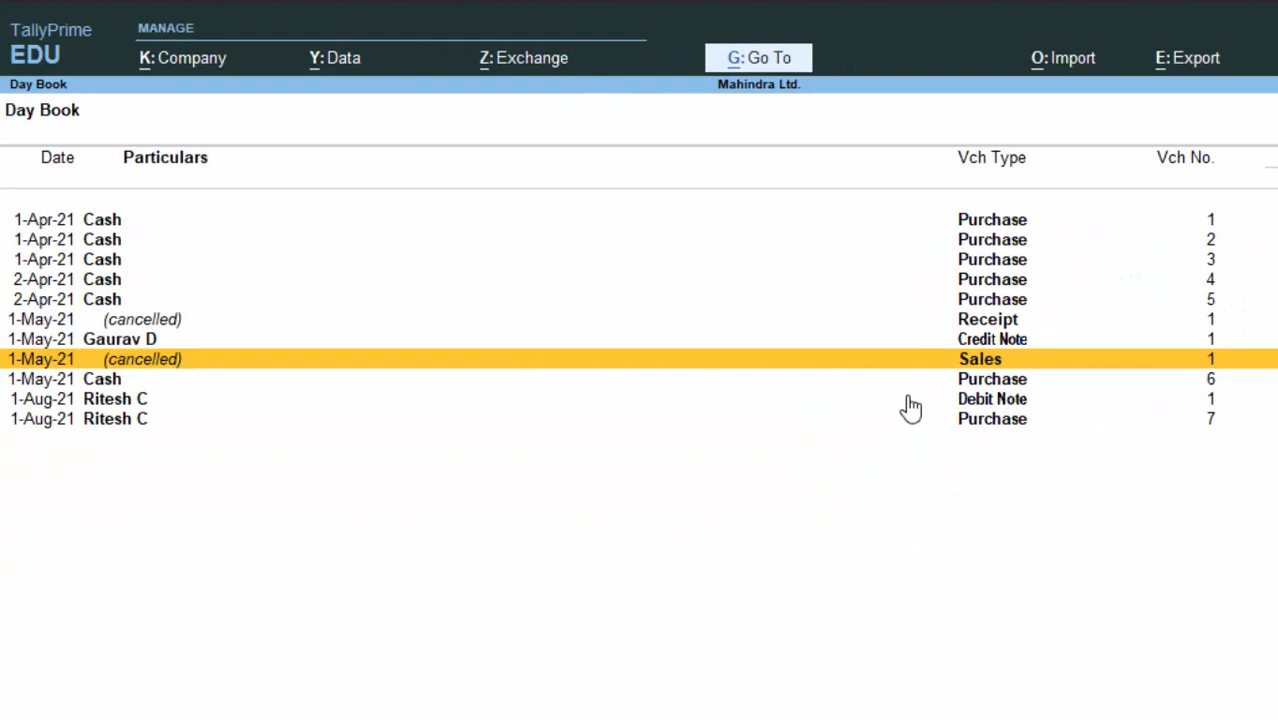 TallyPrime MANAGE
EDU K: Company Y: Data Z: Exchange G: Go To O: Import E: Export
Day Book Mahindra Ltd.
Day Book
Date Particulars Vch Type Vch No.
1-Apr-21 Cash Purchase 1
1-Apr-21 Cash Purchase 2
1-Apr-21 Cash Purchase 3
2-Apr-21 Cash Purchase 4
2-Apr-21 Cash Purchase 5
1-May-21 (cancelled) Receipt 1
1-May-21 Gaurav D Credit Note 1
1-May-21 (cancelled) Sales 1
1-May-21 Cash Purchase 6
1-Aug-21 Ritesh C Debit Note 1
1-Aug-21 Ritesh C Purchase 7